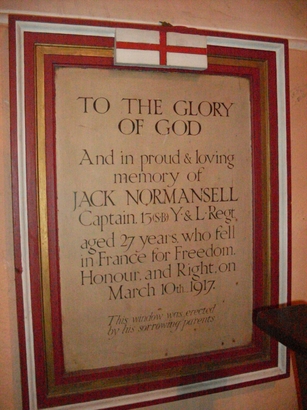 TO THE GLORY
OF GOD
And in proud & loving
memory of
JACK NORMANSELL
Captain. 13(S·B) Y & L· Regt,
aged 27 years, who fell
in France for Freedom,
Honour, and Right, on
March 10th, 1917.
This window was erected
by his sorrowing parents